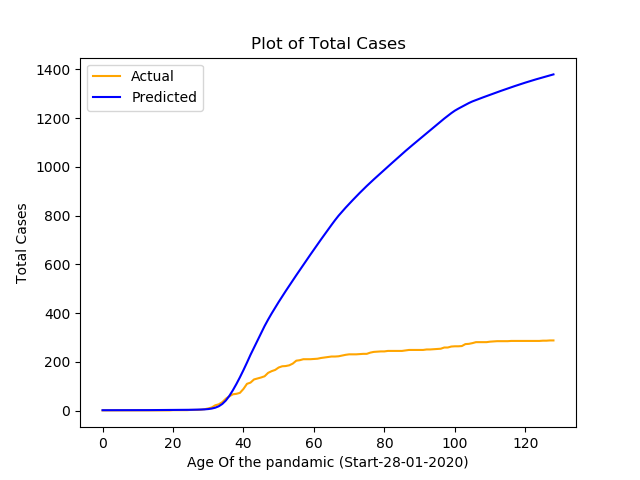 Plot of Total Cases
Actual
Predicted
Total Cases
1400
1200
1000
800
600
400
200
0
0 20 40 60 80 100 120
Age Of the pandamic (Start-28-01-2020)